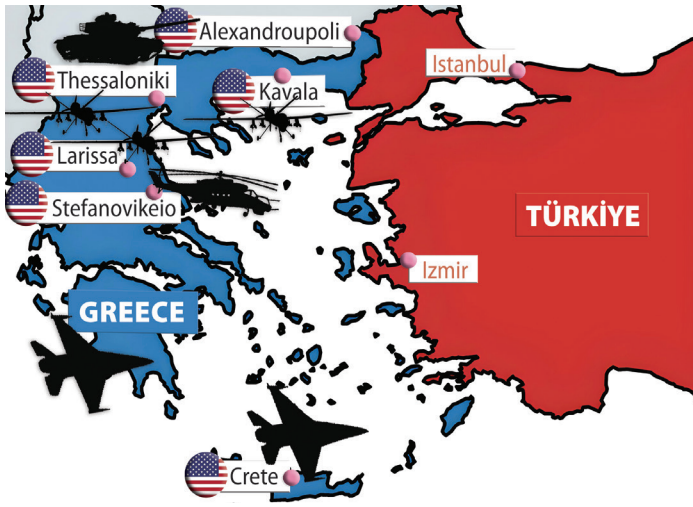 Alexandroupoli
Istanbul
Thessaloniki
Kavala
Larissa
Stefanovikeio
TÜRKİYE
Izmir
GREECE
Crete